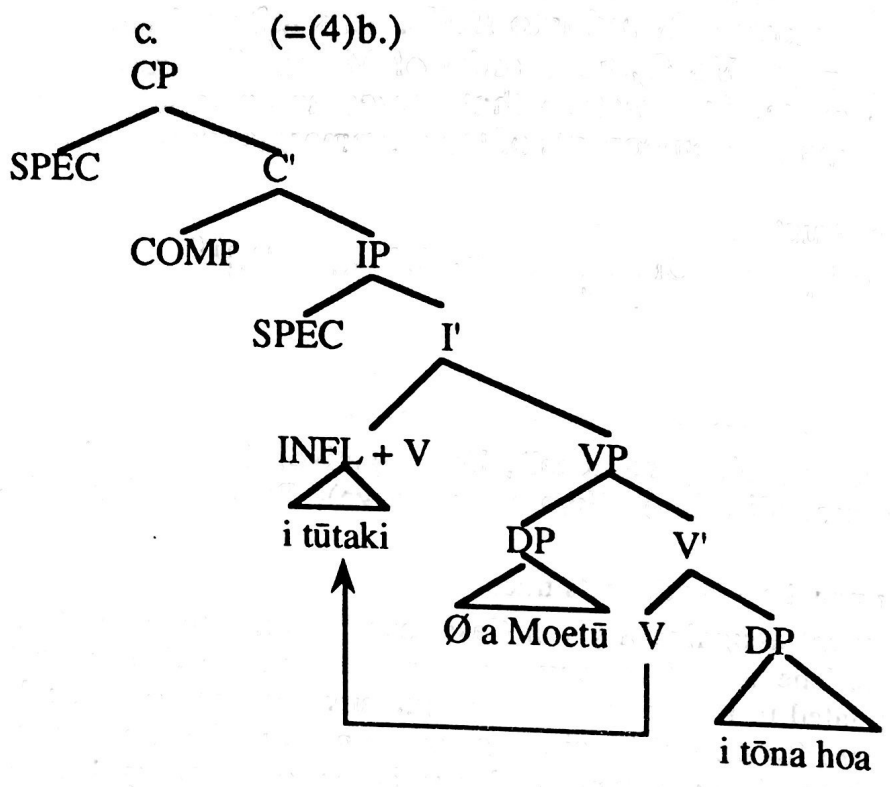 c. (=(4)b.)
CP
SPEC C'
COMP IP
SPEC I'
INFL + V VP
i tūtaki DP V'
Ø a Moetū V DP
i tōna hoa